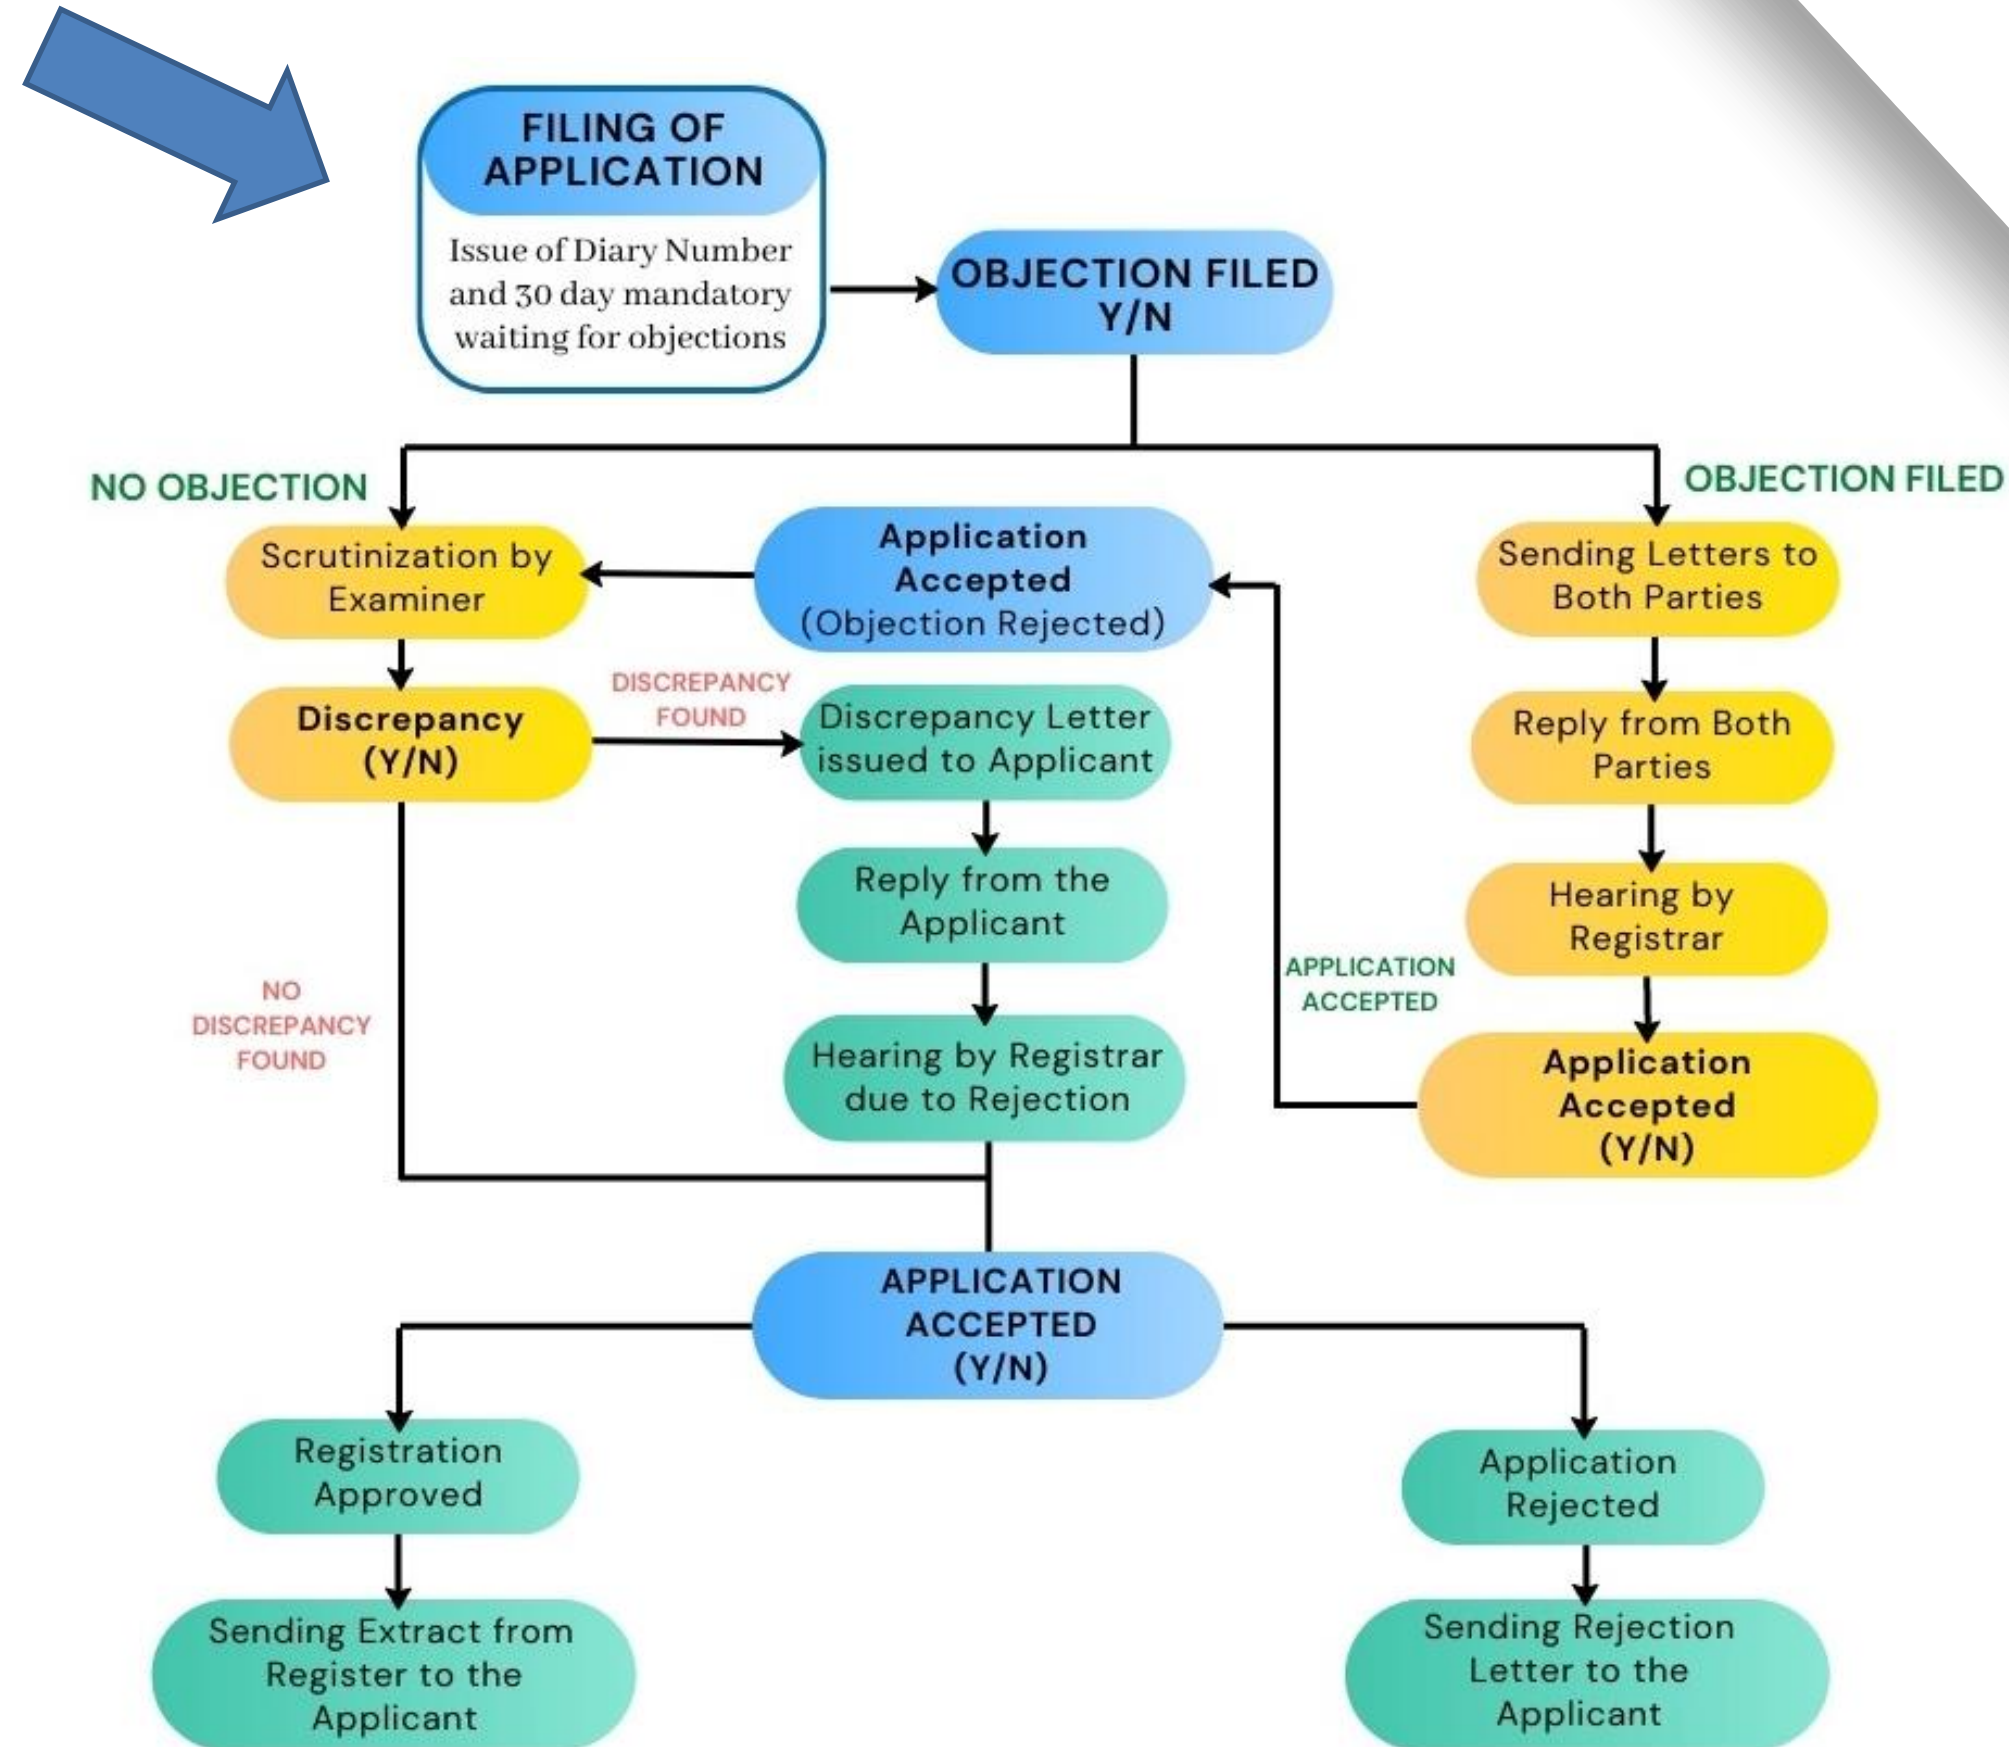 FILING OF
APPLICATION
Issue of Diary Number
and 30 day mandatory
waiting for objections
OBJECTION FILED
Y/N
NO OBJECTION
OBJECTION FILED
Scrutinization by
Examiner
Application
Accepted
(Objection Rejected)
Sending Letters to
Both Parties
Discrepancy
(Y/N)
DISCREPANCY
FOUND
Discrepancy Letter
issued to Applicant
Reply from Both
Parties
Reply from the
Applicant
Hearing by
Registrar
NO
DISCREPANCY
FOUND
APPLICATION
ACCEPTED
Hearing by Registrar
due to Rejection
Application
Accepted
(Y/N)
APPLICATION
ACCEPTED
(Y/N)
Registration
Approved
Application
Rejected
Sending Extract from
Register to the
Applicant
Sending Rejection
Letter to the
Applicant